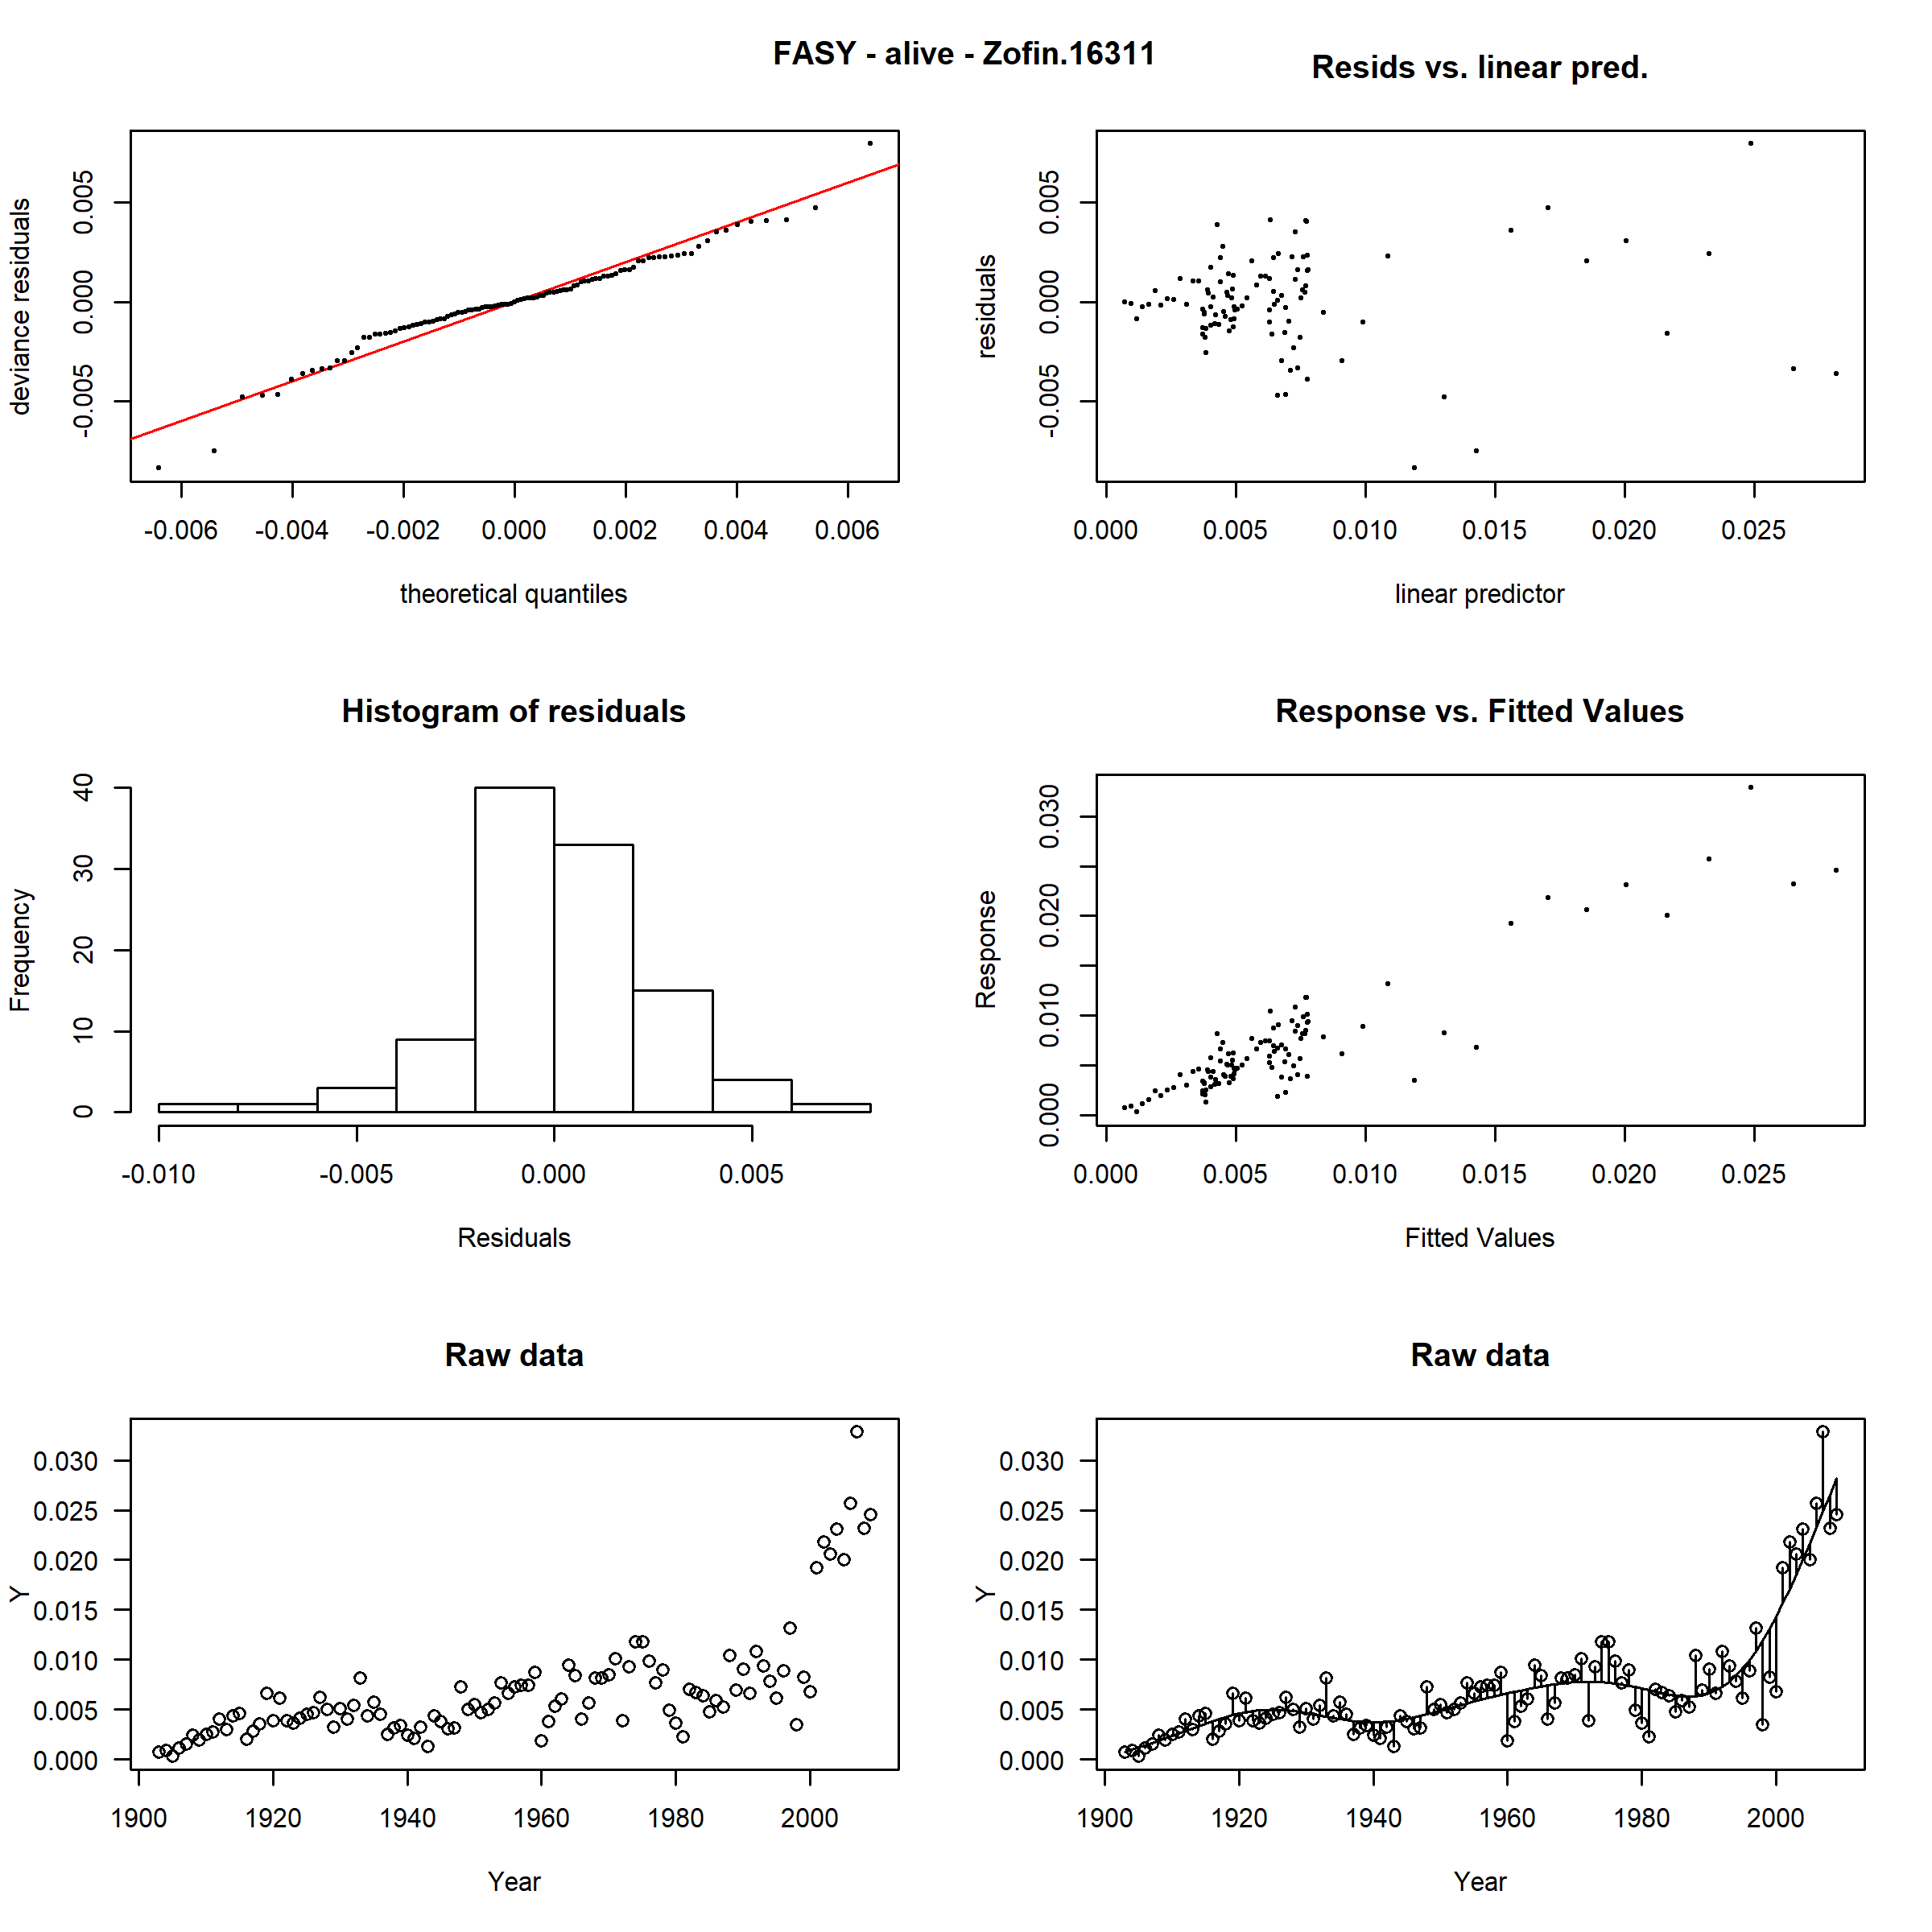 FASY - alive - Zofin.16311
Resids vs. linear pred.
deviance residuals
-0.005 0.000 0.005
-0.006 -0.004 -0.002 0.000 0.002 0.004 0.006
theoretical quantiles
residuals
-0.005 0.000 0.005
0.000 0.005 0.010 0.015 0.020 0.025
linear predictor
Histogram of residuals
Frequency
0 10 20 30 40
-0.010 -0.005 0.000 0.005
Residuals
Response vs. Fitted Values
Response
0.000 0.010 0.020 0.030
0.000 0.005 0.010 0.015 0.020 0.025
Fitted Values
Raw data
Y
0.030
0.025
0.020
0.015
0.010
0.005
0.000
1900 1920 1940 1960 1980 2000
Year
Raw data
Y
0.030
0.025
0.020
0.015
0.010
0.005
0.000
1900 1920 1940 1960 1980 2000
Year